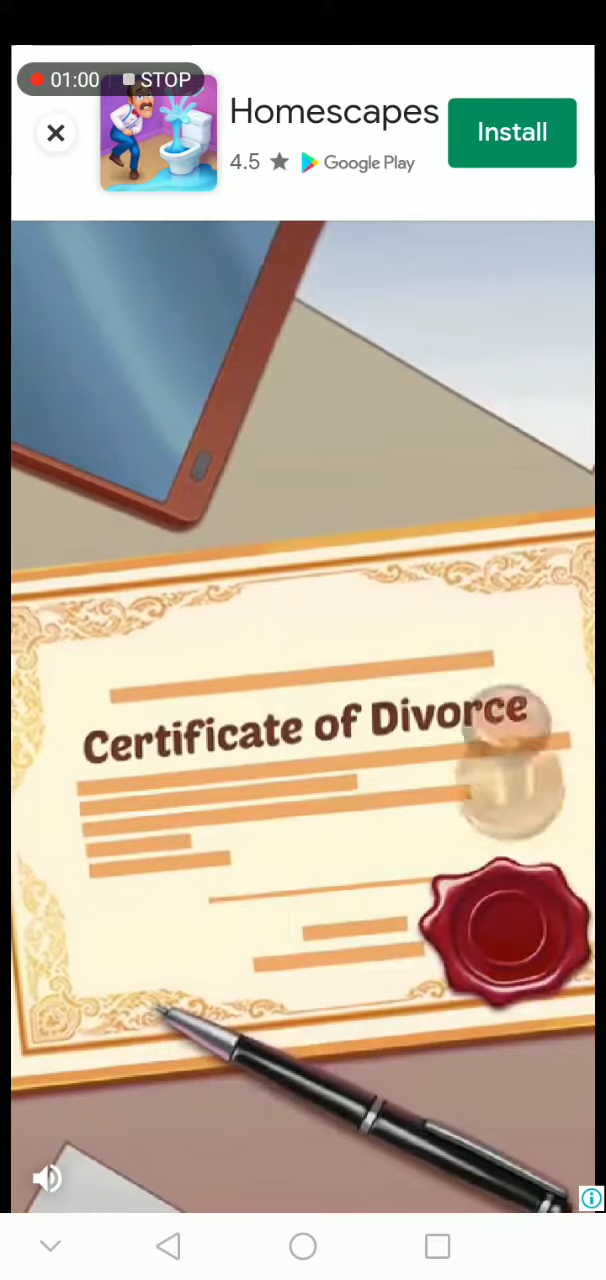 01:00 STOP
Homescapes
4.5 ★ Google Play
Install
Certificate of Divorce